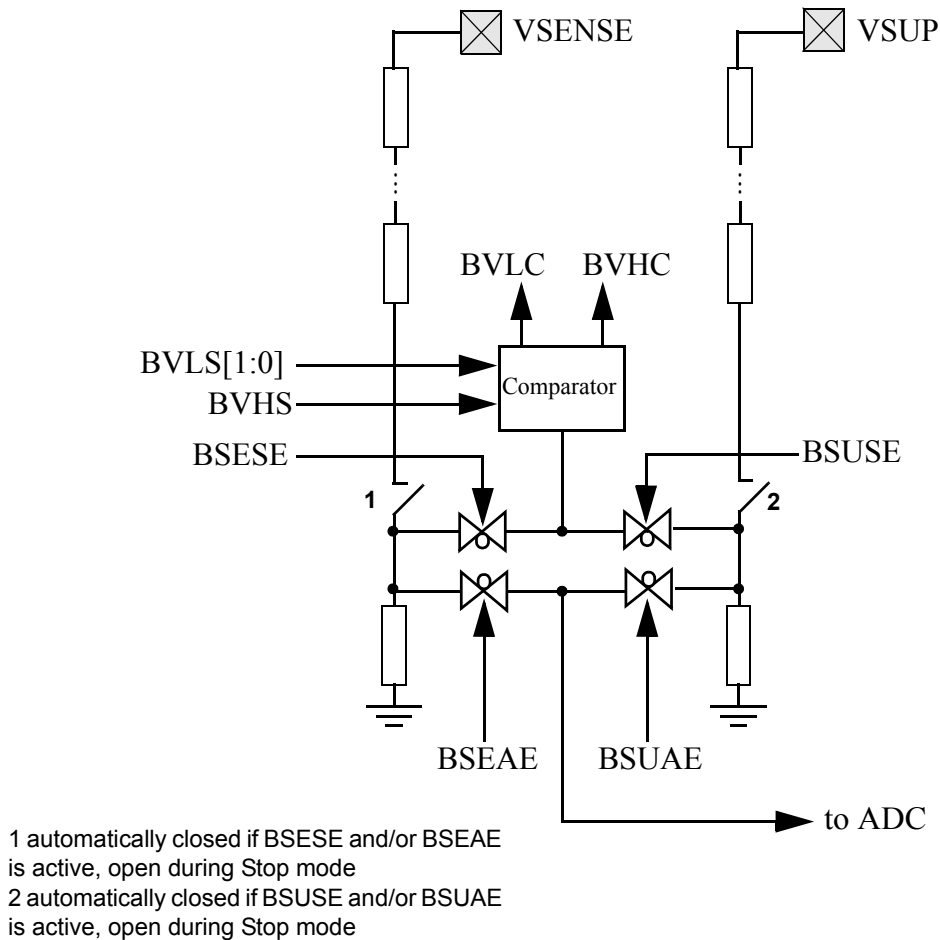 VSENSE
VSUP
BVLC
BVHC
BVLS[1:0]
BVHS
Comparator
BSESE
BSUSE
1
2
BSEAE
BSUAE
to ADC
1 automatically closed if BSESE and/or BSEAE
is active, open during Stop mode
2 automatically closed if BSUSE and/or BSUAE
is active, open during Stop mode